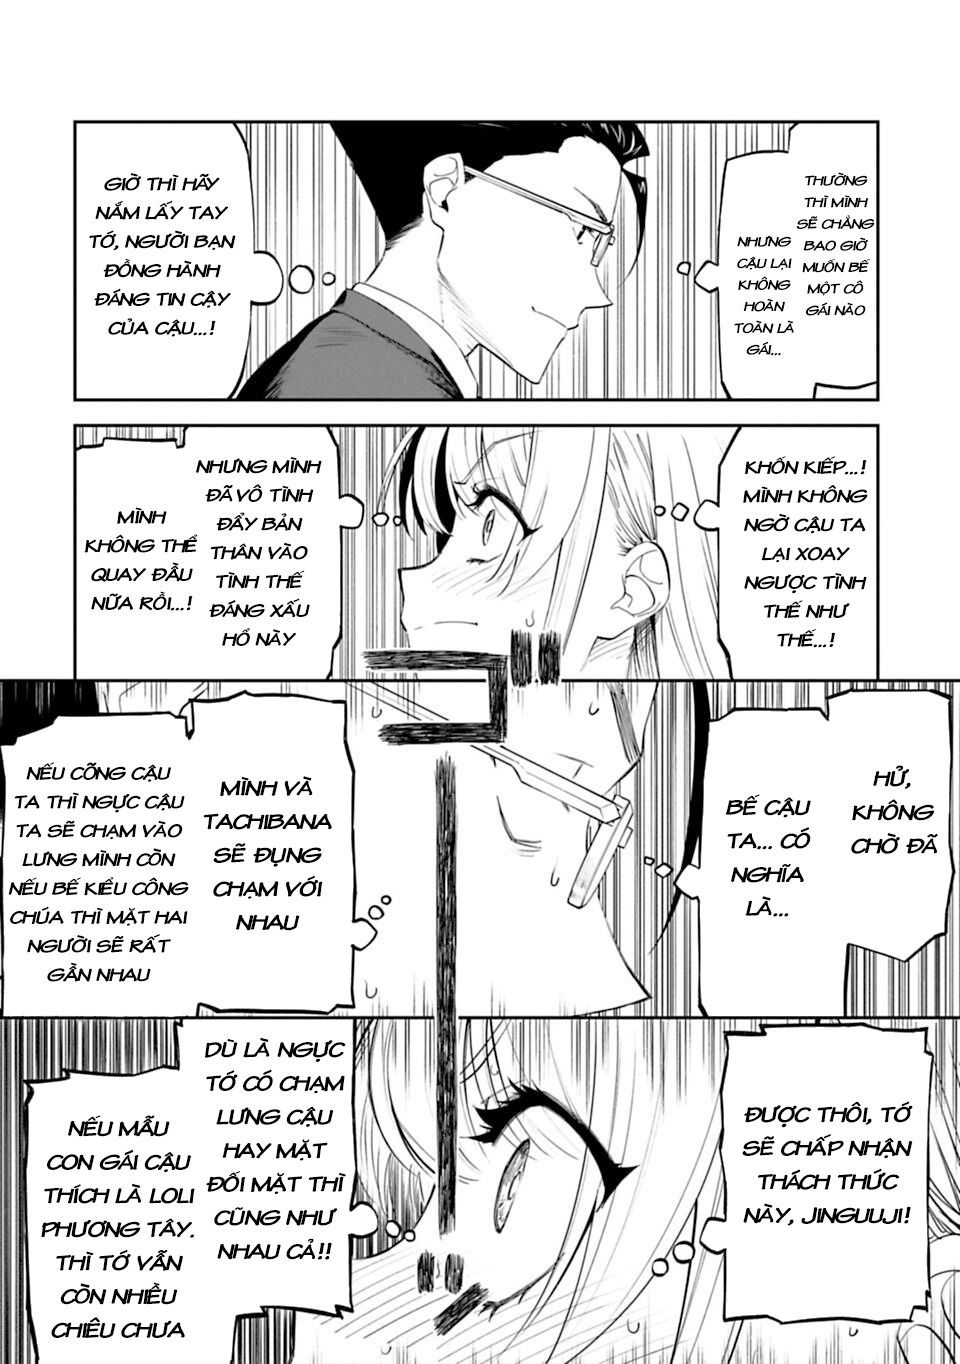 THƯỜNG
THÌ MÌNH
SẼ CHẲNG
BAO GIỜ
MUỐN BẾ
MỘT CÔ
GÁI NÀO
NHƯNG
CẬU LẠI
KHÔNG
HOÀN
TOÀN LÀ
GÁI...
GIỜ THÌ HÃY
NẮM LẤY TAY
TỚ, NGƯỜI BẠN
ĐỒNG HÀNH
ĐÁNG TIN CẬY
CỦA CẬU...!
KHỐN KIẾP...!
MÌNH KHÔNG
NGỜ CẬU TA
LẠI XOAY
NGƯỢC TÌNH
THẾ NHƯ
THẾ...!
NHƯNG MÌNH
ĐÃ VÔ TÌNH
ĐẨY BẢN
THÂN VÀO
TÌNH THẾ
ĐÁNG XẤU
HỔ NÀY
MÌNH
KHÔNG THỂ
QUAY ĐẦU
NỮA RỒI...!
HỬ,
KHÔNG
CHỜ ĐÃ
BẾ CẬU
TA... CÓ
NGHĨA
LÀ...
MÌNH VÀ
TACHIBANA
SẼ ĐỤNG
CHẠM VỚI
NHAU
NẾU CÕNG CẬU
TA THÌ NGỰC CẬU
TA SẼ CHẠM VÀO
LƯNG MÌNH CÒN
NẾU BẾ KIỂU CÔNG
CHÚA THÌ MẶT HAI
NGƯỜI SẼ RẤT
GẦN NHAU
ĐƯỢC THÔI, TỚ
SẼ CHẤP NHẬN
THÁCH THỨC
NÀY, JINGUUJI!
DÙ LÀ NGỰC
TỚ CÓ CHẠM
LƯNG CẬU
HAY MẶT
ĐỐI MẶT THÌ
CŨNG NHƯ
NHAU CẢ!!
NẾU MẪU
CON GÁI CẬU
THÍCH LÀ LOLI
PHƯƠNG TÂY.
THÌ TỚ VẪN
CÒN NHIỀU
CHIÊU CHƯA